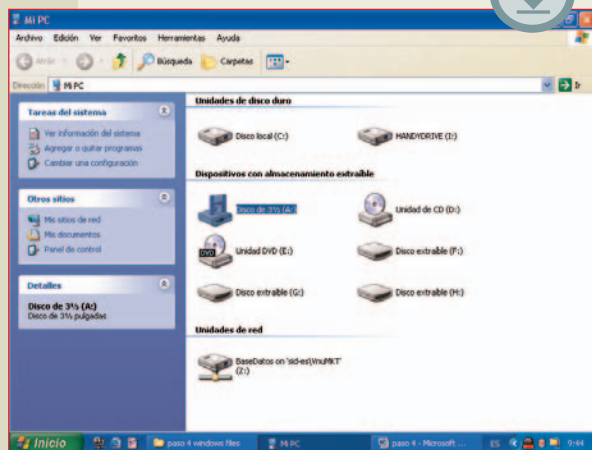 Mi PC
Archivo Edición Ver Favoritos Herramientas Ayuda
Atrás Búsqueda Carpetas
Dirección Mi PC Ir
Tareas del sistema
Ver información del sistema
Agregar o quitar programas
Cambiar una configuración
Otros sitios
Mis sitios de red
Mis documentos
Panel de control
Detalles
Disco de 3½ (A:)
Disco de 3½ pulgadas
Unidades de disco duro
Disco local (C:) HANDYDRIVE (I:)
Dispositivos con almacenamiento extraíble
Disco de 3½ (A:) Unidad de CD (D:)
DVD Unidad DVD (E:) Disco extraíble (F:)
Disco extraíble (G:) Disco extraíble (H:)
Unidades de red
BaseDatos on 'sid-es\VnuMKT'
(Z:)
Inicio paso 4 windows files Mi PC paso 4 - Microsoft ... ES 9:44